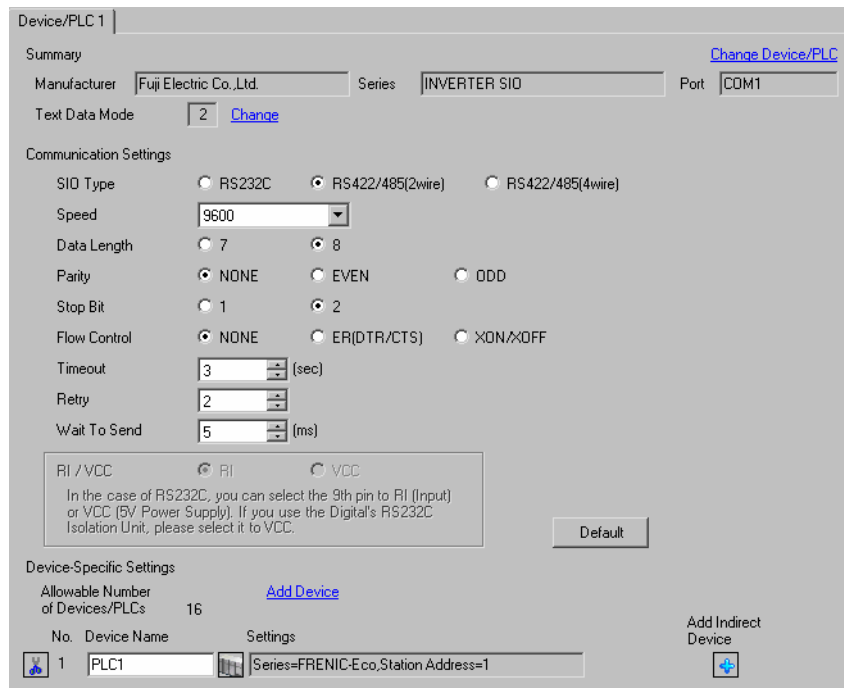 Device/PLC 1
Summary
Change Device/PLC
Manufacturer Fuji Electric Co.,Ltd. Series INVERTER SIO Port COM1
Text Data Mode 2 Change
Communication Settings
SIO Type RS232C RS422/485(2wire) RS422/485(4wire)
Speed 9600
Data Length 7 8
Parity NONE EVEN ODD
Stop Bit 1 2
Flow Control NONE ER(DTR/CTS) XON/XOFF
Timeout 3 (sec)
Retry 2
Wait To Send 5 (ms)
RI / VCC RI VCC
In the case of RS232C, you can select the 9th pin to RI (Input)
or VCC (5V Power Supply). If you use the Digital's RS232C
Isolation Unit, please select it to VCC.
Default
Device-Specific Settings
Allowable Number
of Devices/PLCs 16
Add Device
No. Device Name Settings
Add Indirect
Device
1 PLC1 Series=FRENIC-Eco,Station Address=1